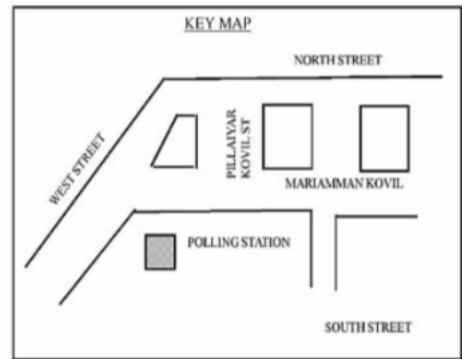 KEY MAP
NORTH STREET
WEST STREET
PILLAIYAR
KOVIL ST
MARIAMMAN KOVIL
POLLING STATION
SOUTH STREET